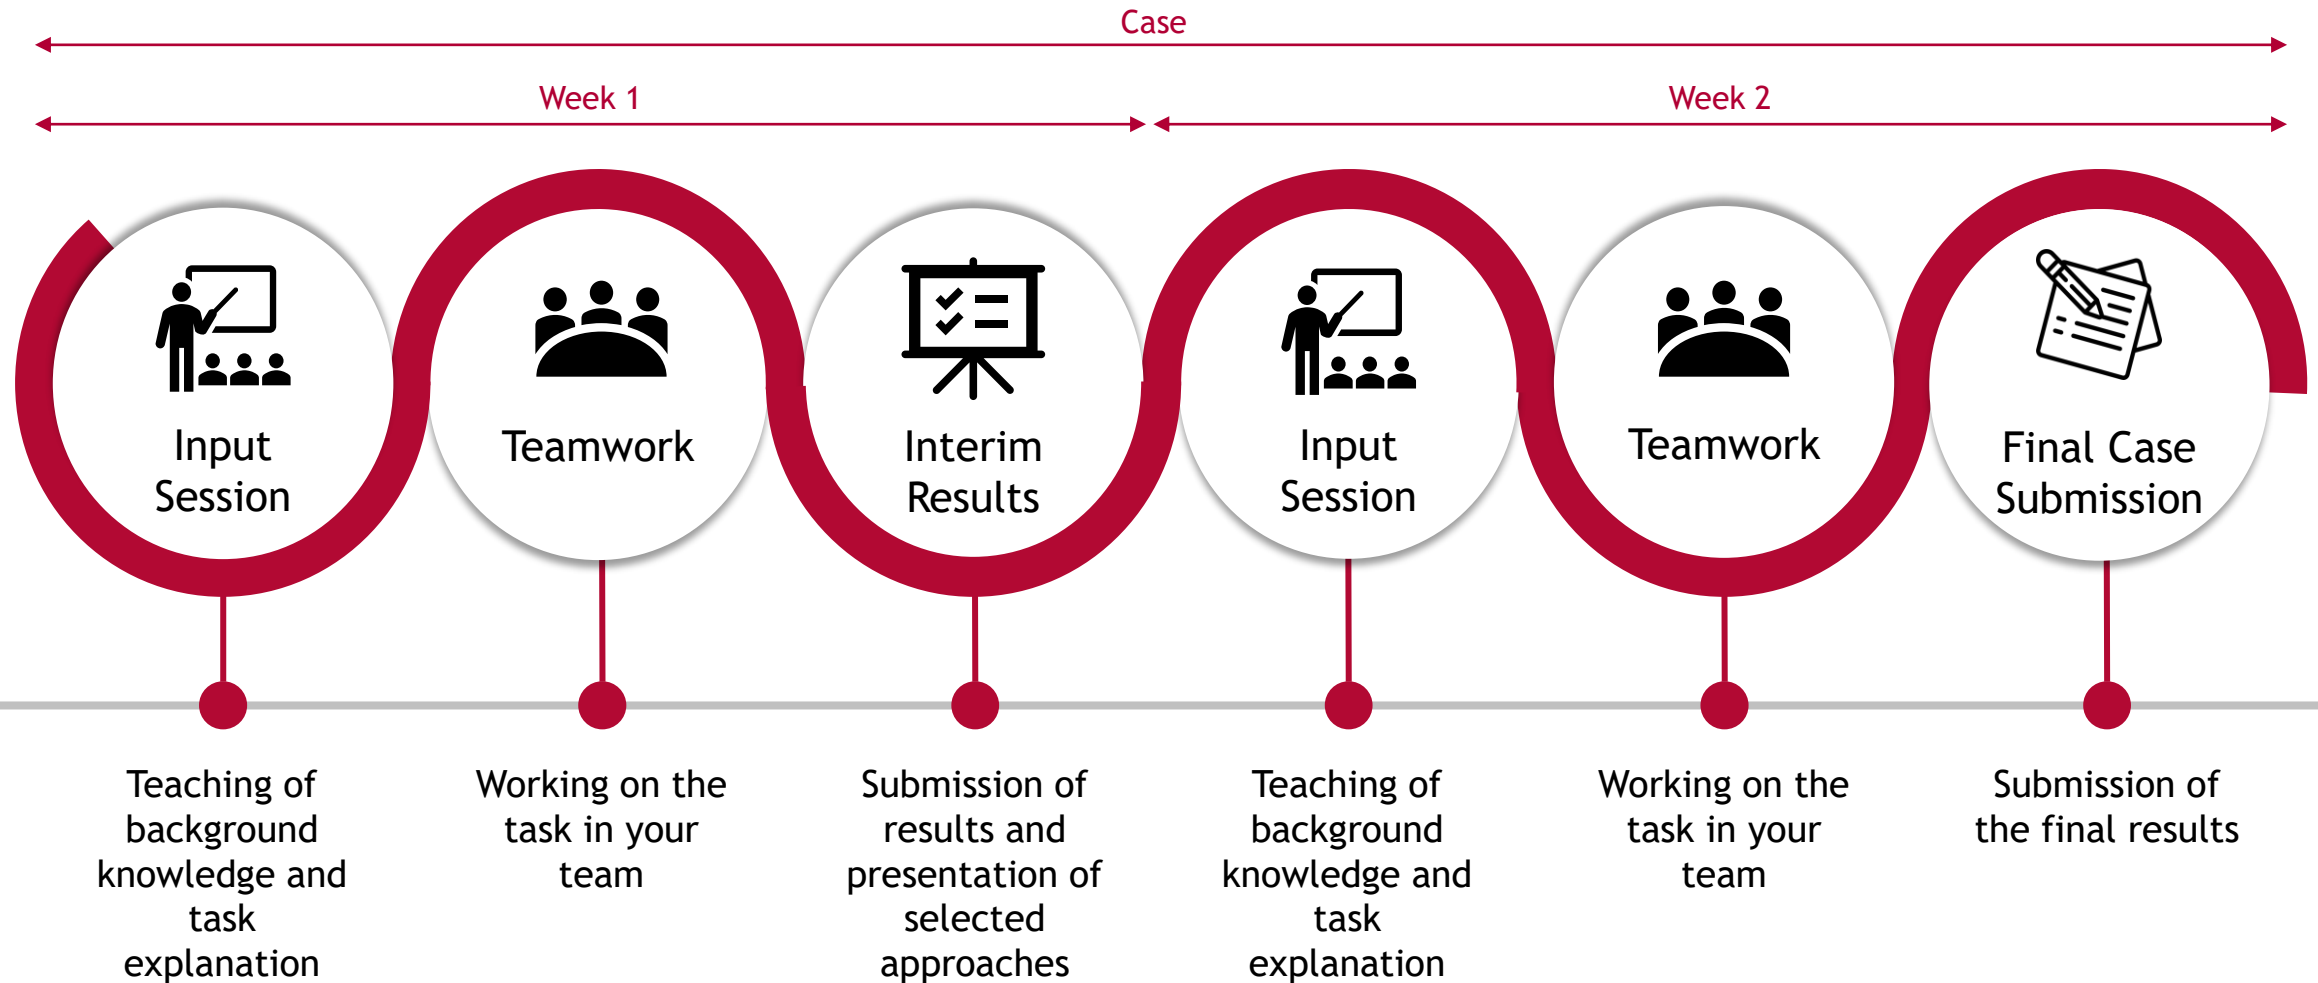 Case
Week 1
Week 2
Input
Session
Teamwork
Interim
Results
Input
Session
Teamwork
Final Case
Submission
Teaching of
background
knowledge and
task
explanation
Working on the
task in your
team
Submission of
results and
presentation of
selected
approaches
Teaching of
background
knowledge and
task
explanation
Working on the
task in your
team
Submission of
the final results